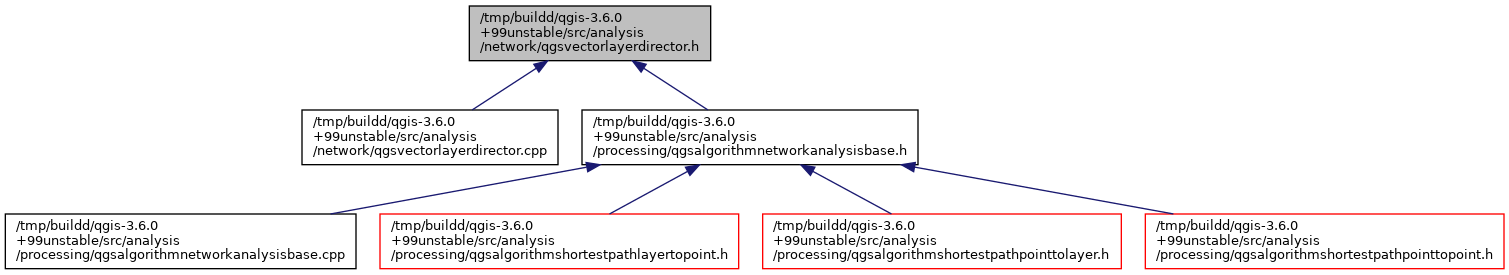 /tmp/buildd/qgis-3.6.0
+99unstable/src/analysis
/network/qgsvectorlayerdirector.h
/tmp/buildd/qgis-3.6.0
+99unstable/src/analysis
/network/qgsvectorlayerdirector.cpp
/tmp/buildd/qgis-3.6.0
+99unstable/src/analysis
/processing/qgsalgorithmnetworkanalysisbase.h
/tmp/buildd/qgis-3.6.0
+99unstable/src/analysis
/processing/qgsalgorithmnetworkanalysisbase.cpp
/tmp/buildd/qgis-3.6.0
+99unstable/src/analysis
/processing/qgsalgorithmshortestpathlayertopoint.h
/tmp/buildd/qgis-3.6.0
+99unstable/src/analysis
/processing/qgsalgorithmshortestpathpointtolayer.h
/tmp/buildd/qgis-3.6.0
+99unstable/src/analysis
/processing/qgsalgorithmshortestpathpointtopoint.h